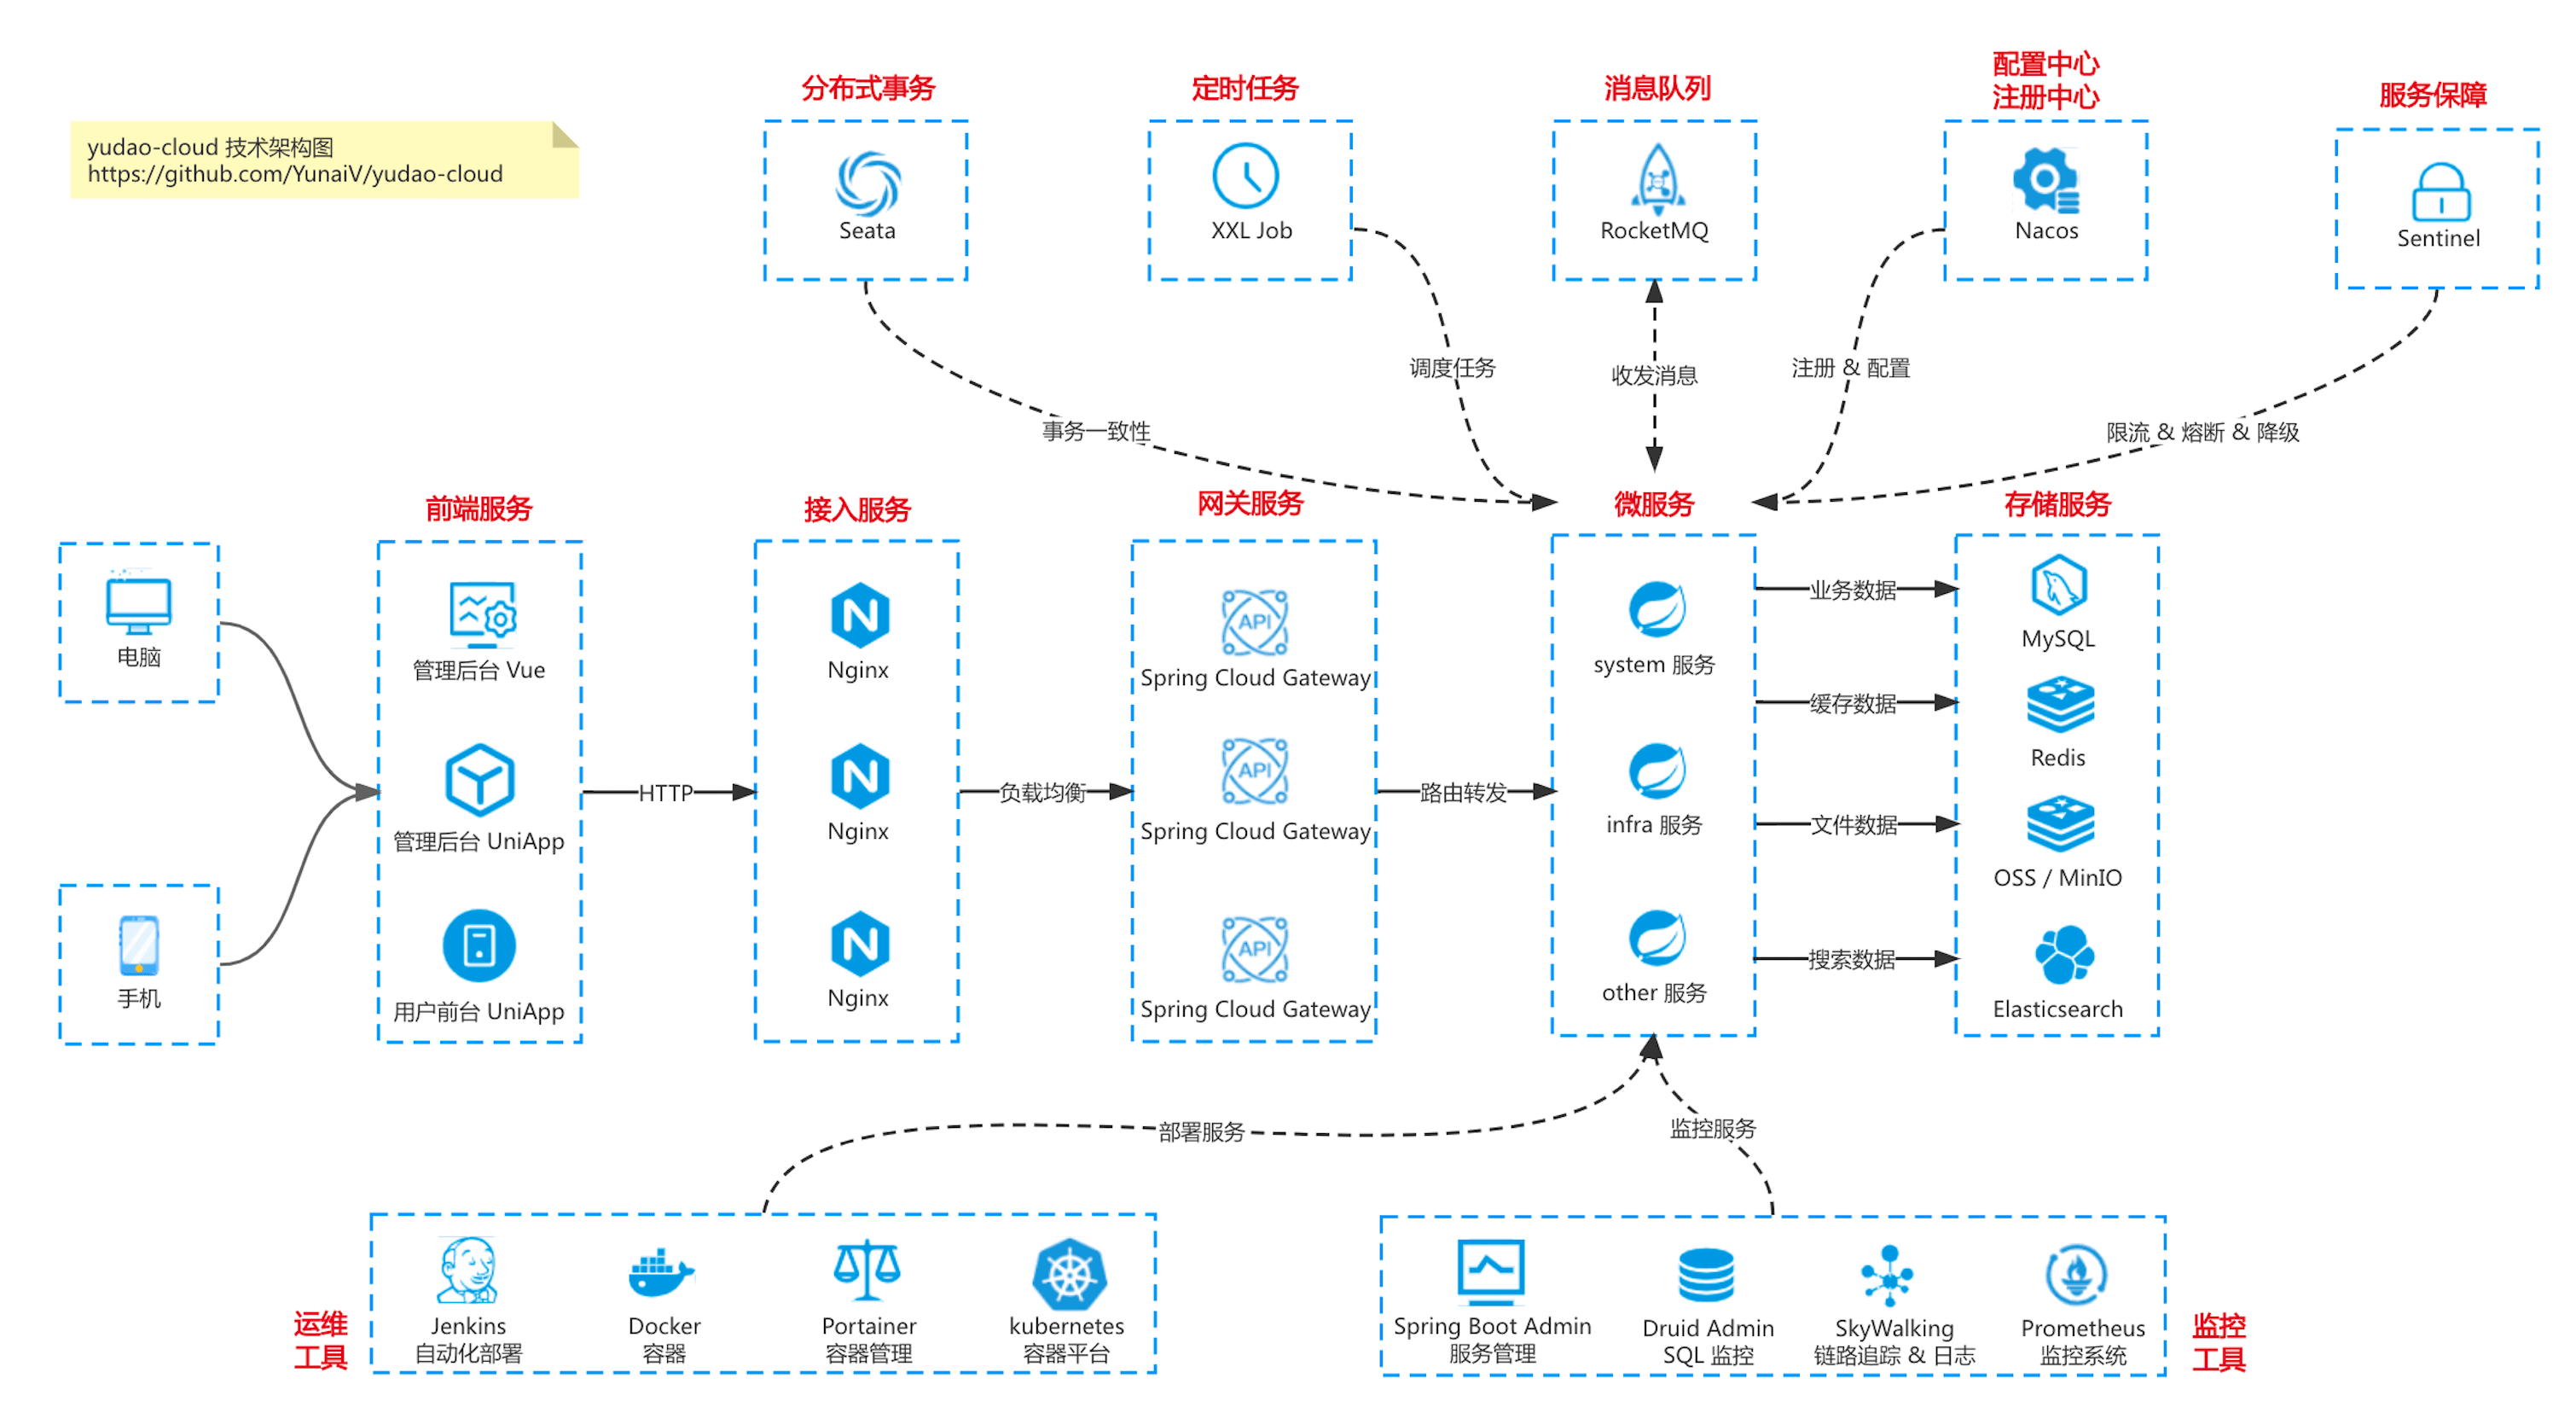 yudao-cloud 技术架构图
https://github.com/YunaiV/yudao-cloud
分布式事务
Seata
定时任务
XXL Job
消息队列
RocketMQ
配置中心
注册中心
Nacos
服务保障
Sentinel
事务一致性
调度任务
收发消息
注册 & 配置
限流 & 熔断 & 降级
电脑
手机
前端服务
管理后台 Vue
管理后台 UniApp
用户前台 UniApp
HTTP
接入服务
Nginx
Nginx
Nginx
负载均衡
网关服务
Spring Cloud Gateway
Spring Cloud Gateway
Spring Cloud Gateway
路由转发
微服务
system 服务
infra 服务
other 服务
业务数据
缓存数据
文件数据
搜索数据
存储服务
MySQL
Redis
OSS / MinIO
Elasticsearch
部署服务
监控服务
运维
工具
Jenkins
自动化部署
Docker
容器
Portainer
容器管理
kubernetes
容器平台
Spring Boot Admin
服务管理
Druid Admin
SQL 监控
SkyWalking
链路追踪 & 日志
Prometheus
监控系统
监控
工具
API
API
API